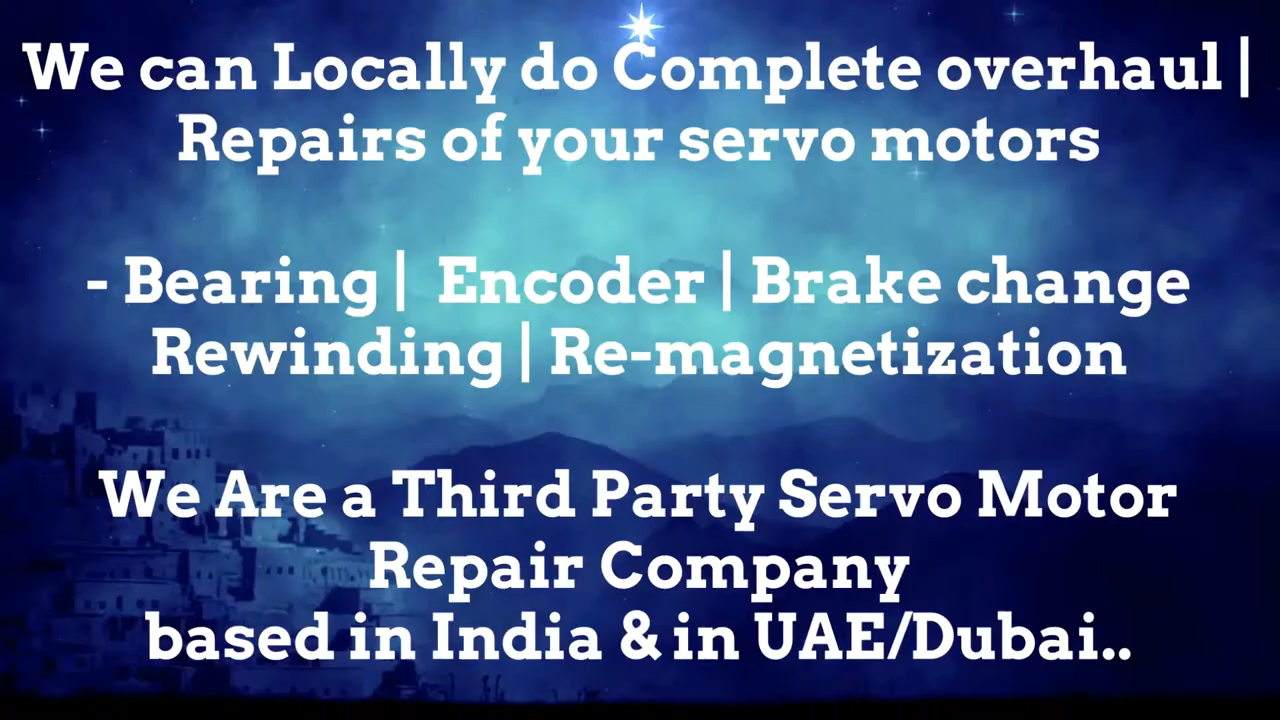 We can Locally do Complete overhaul |
Repairs of your servo motors
- Bearing | Encoder | Brake change
Rewinding | Re-magnetization
We Are a Third Party Servo Motor
Repair Company
based in India & in UAE/Dubai..